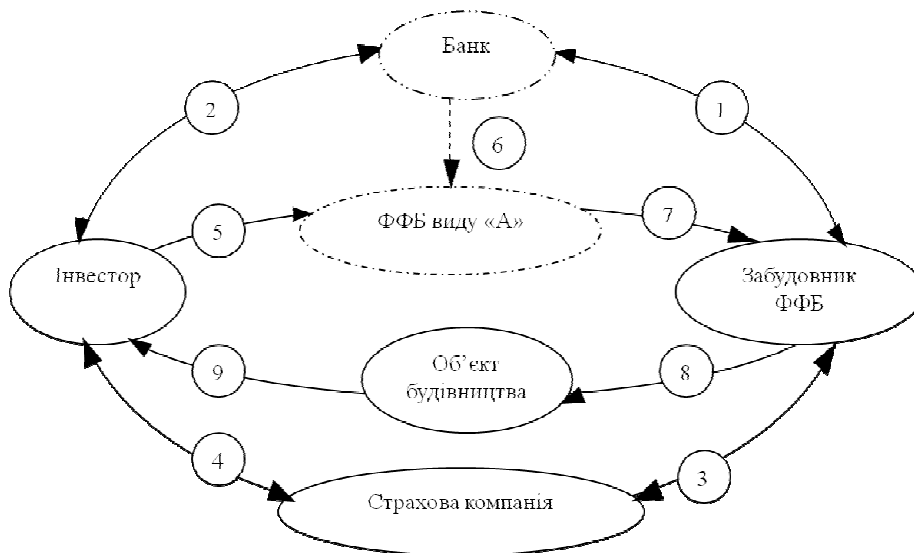 Банк
2
1
6
ФФБ виду «А»
5
7
Інвестор
Забудовник
ФФБ
Об’єкт
будівництва
9
8
4
3
Страхова компанія